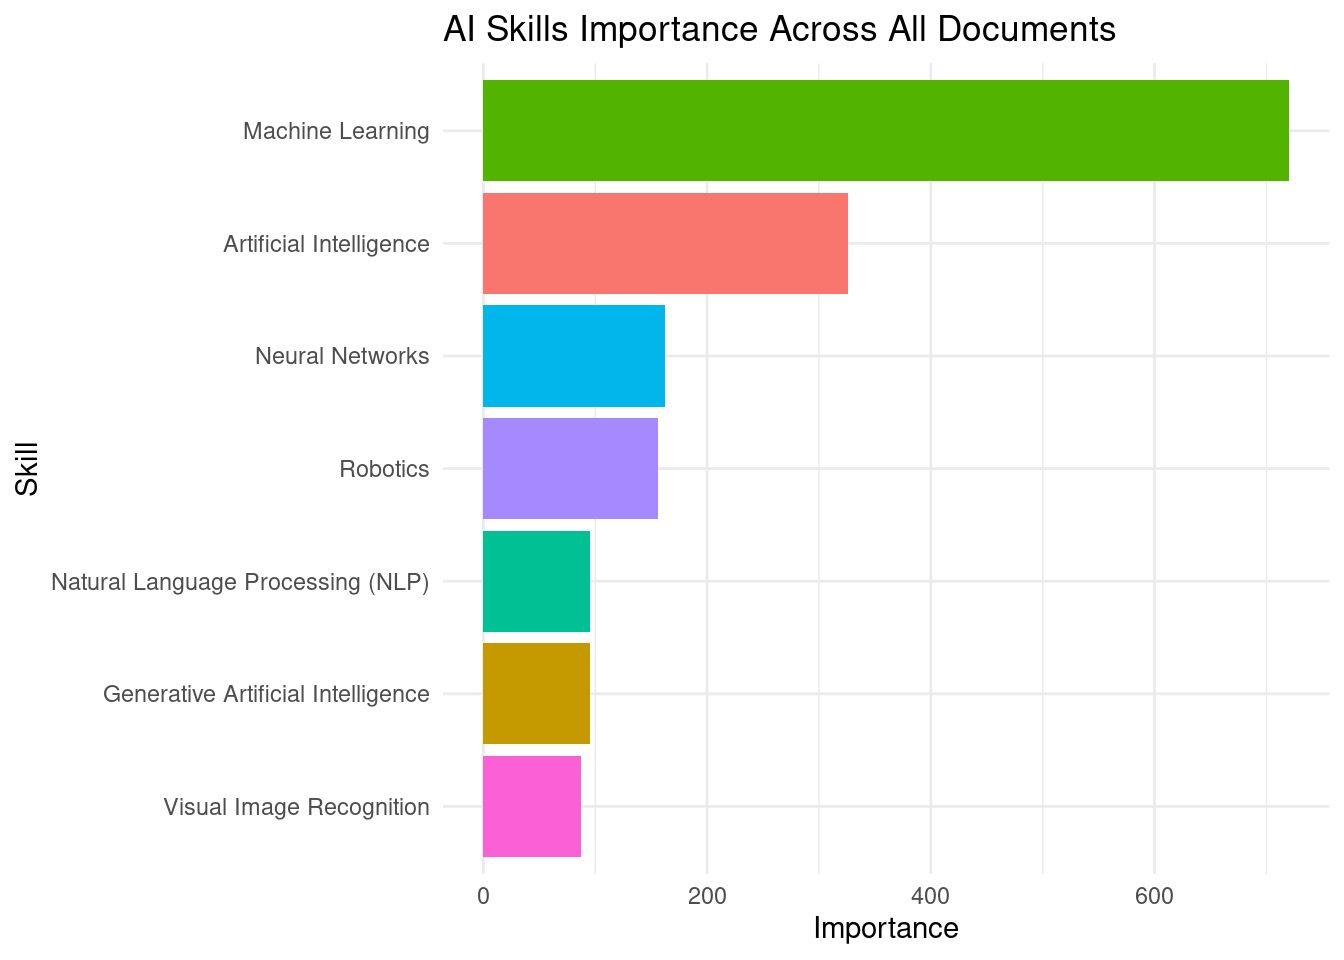 AI Skills Importance Across All Documents
Machine Learning
Artificial Intelligence
Neural Networks
Robotics
Natural Language Processing (NLP)
Generative Artificial Intelligence
Visual Image Recognition
Skill
0 200 400 600
Importance